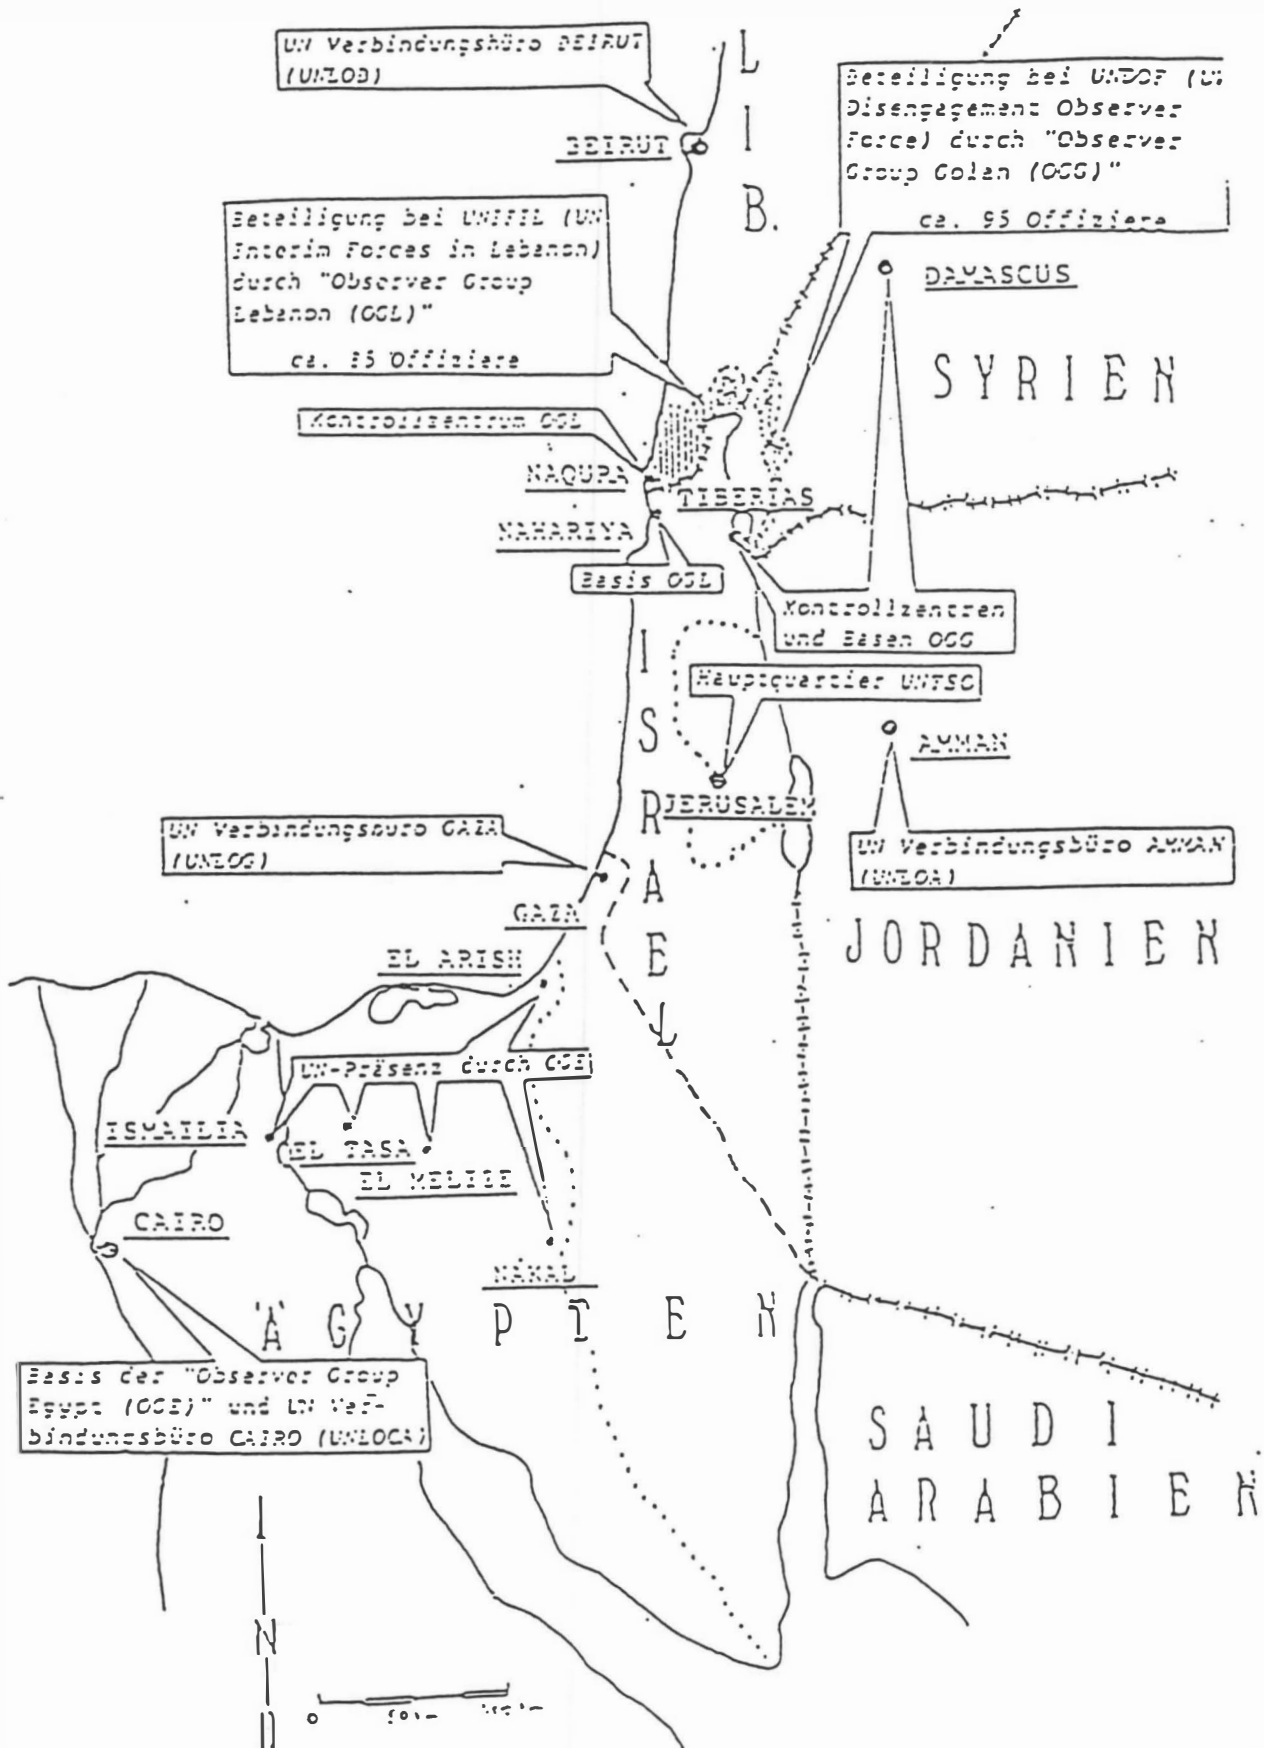 UN Verbindungsbüro BEIRUT
(UNLOB)
L
I
B.
BEIRUT
Beteiligung bei UNDOF (UN
Disengagement Observer
Force) durch "Observer
Group Golan (OGG)"
ca. 95 Offiziere
Beteiligung bei UNIFIL (UN
Interim Forces in Lebanon)
durch "Observer Group
Lebanon (OGL)"
ca. Offiziere
DAMASCUS
SYRIEN
Kontrollzentrum OGL
NAQURA
TIBERIAS
NAHARIYA
Basis OGL
Kontrollzentren
und Basen OGG
Hauptquartier UNTSO
ISRAEL
AMMAN
JERUSALEM
UN Verbindungsbüro GAZA
(UNLOG)
UN Verbindungsbüro AMMAN
(UNLOA)
GAZA
JORDANIEN
EL ARISH
UN-Präsenz durch OGE
ISMAILIA
EL TASA
EL MELISE
CAIRO
NAKAL
ÄGYPTEN
Basis der "Observer Group
Egypt (OGE)" und UN Ver-
bindungsbüro CAIRO (UNLOCA)
SAUDI
ARABIEN
N
0 50km